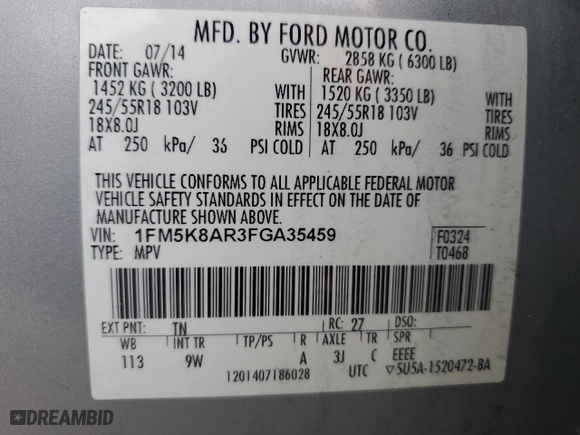 MFD. BY FORD MOTOR CO.
DATE: 07/14 GVWR: 2858 KG ( 6300 LB)
FRONT GAWR: REAR GAWR:
1452 KG ( 3200 LB) WITH 1520 KG ( 3350 LB) WITH
245/55R18 103V TIRES 245/55R18 103V TIRES
18X8.0J RIMS 18X8.0J RIMS
AT 250 kPa/ 36 PSI COLD AT 250 kPa/ 36 PSI COLD
THIS VEHICLE CONFORMS TO ALL APPLICABLE FEDERAL MOTOR
VEHICLE SAFETY STANDARDS IN EFFECT ON THE DATE OF
MANUFACTURE SHOWN ABOVE.
VIN: 1FM5K8AR3FGA35459 F0324
TYPE: MPV T0468
EXT PNT: TN RC: 27 DSO:
WB INT TR TP/PS R AXLE TR SPR
113 9W A 3J C EEEE
1201407186028 UTC ▽5U5A-1520472-BA
DREAMBID